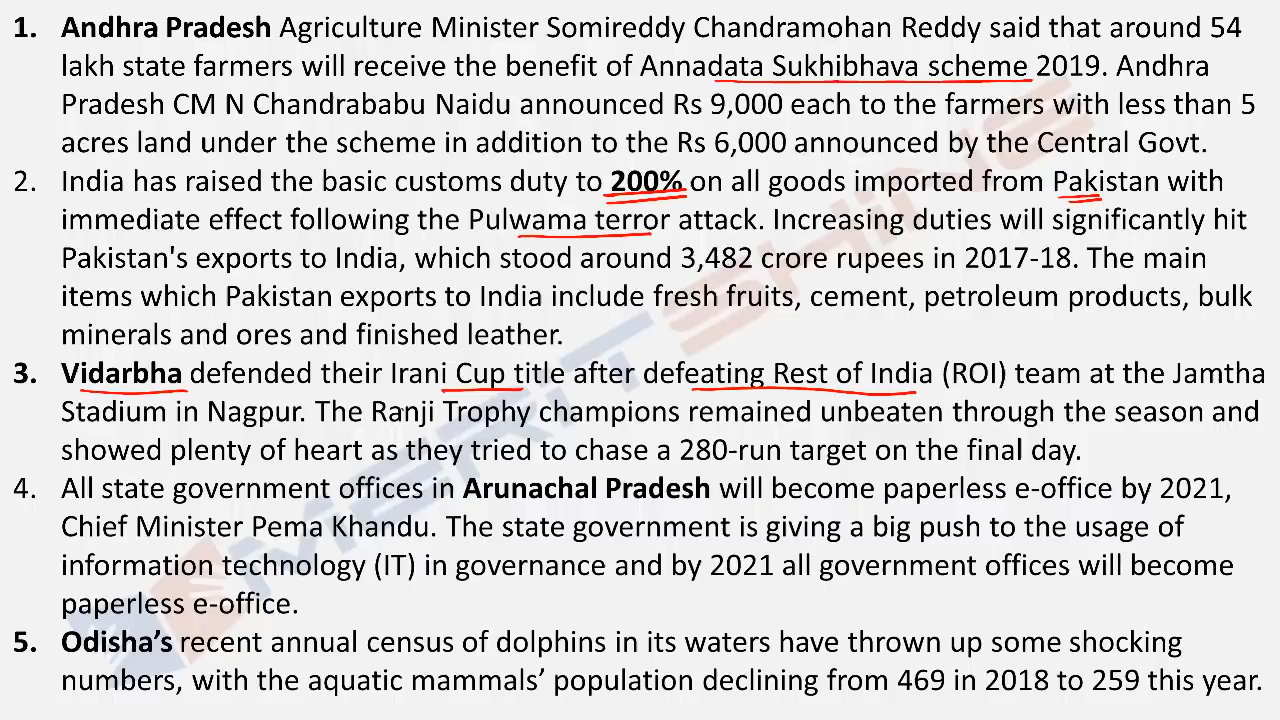 1. Andhra Pradesh Agriculture Minister Somireddy Chandramohan Reddy said that around 54
lakh state farmers will receive the benefit of Annadata Sukhibhava scheme 2019. Andhra
Pradesh CM N Chandrababu Naidu announced Rs 9,000 each to the farmers with less than 5
acres land under the scheme in addition to the Rs 6,000 announced by the Central Govt.
2. India has raised the basic customs duty to 200% on all goods imported from Pakistan with
immediate effect following the Pulwama terror attack. Increasing duties will significantly hit
Pakistan's exports to India, which stood around 3,482 crore rupees in 2017-18. The main
items which Pakistan exports to India include fresh fruits, cement, petroleum products, bulk
minerals and ores and finished leather.
3. Vidarbha defended their Irani Cup title after defeating Rest of India (ROI) team at the Jamtha
Stadium in Nagpur. The Ranji Trophy champions remained unbeaten through the season and
showed plenty of heart as they tried to chase a 280-run target on the final day.
4. All state government offices in Arunachal Pradesh will become paperless e-office by 2021,
Chief Minister Pema Khandu. The state government is giving a big push to the usage of
information technology (IT) in governance and by 2021 all government offices will become
paperless e-office.
5. Odisha’s recent annual census of dolphins in its waters have thrown up some shocking
numbers, with the aquatic mammals’ population declining from 469 in 2018 to 259 this year.
MERITSHINE